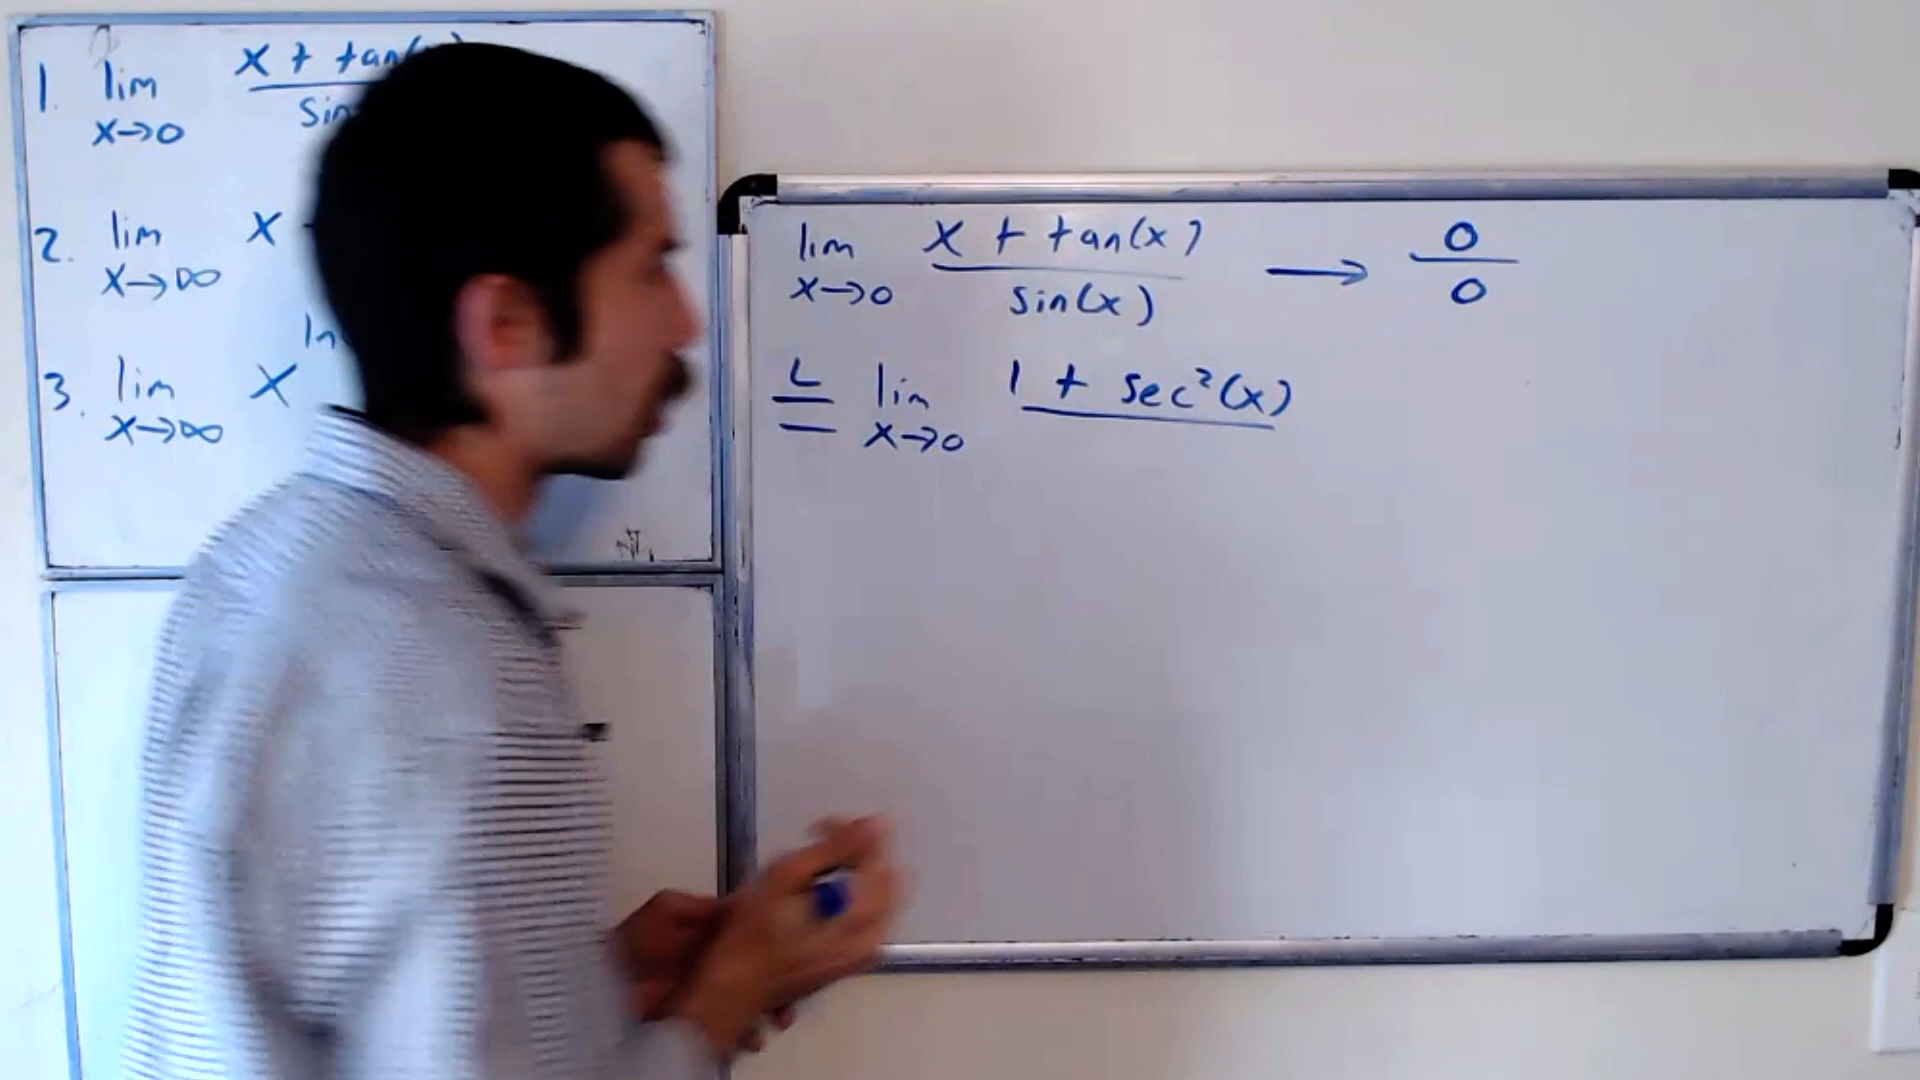 1. lim x + tan(
x→0 sin
2. lim x
x→∞
ln
3. lim x
x→∞
lim x + tan(x) → 0
x→0 sin(x) 0
L
= lim 1 + sec²(x)
x→0